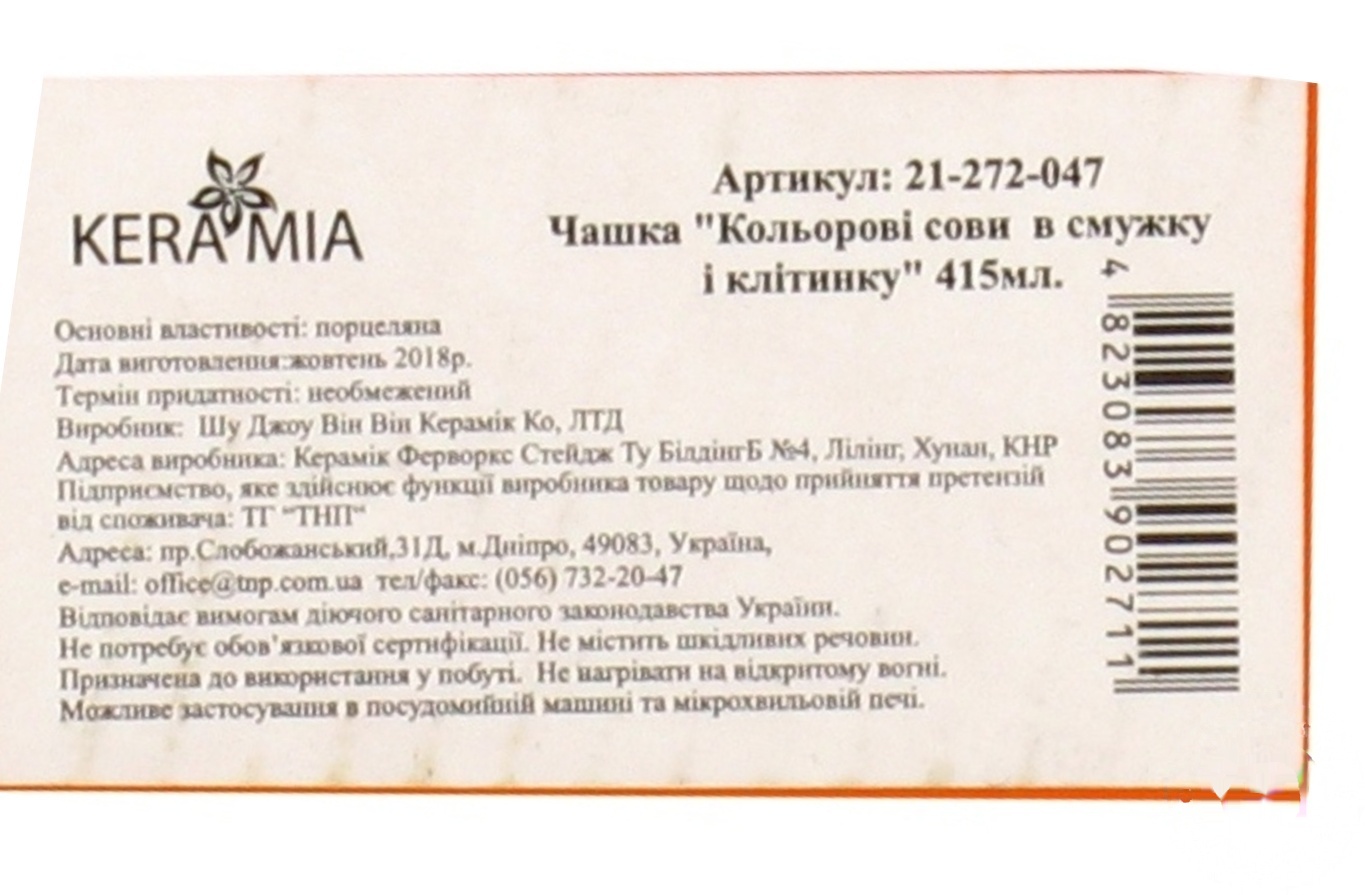 KERAMIA
Артикул: 21-272-047
Чашка "Кольорові сови в смужку
і клітинку" 415мл.
Основні властивості: порцеляна
Дата виготовлення:жовтень 2018р.
Термін придатності: необмежений
Виробник: Шу Джоу Він Він Керамік Ко, ЛТД
Адреса виробника: Керамік Ферворкс Стейдж Ту БілдінгБ №4, Лілінг, Хунан, КНР
Підприємство, яке здійснює функції виробника товару щодо прийняття претензій
від споживача: ТГ "ТНП"
Адреса: пр.Слобожанський,31Д, м.Дніпро, 49083, Україна,
e-mail: office@tnp.com.ua тел/факс: (056) 732-20-47
Відповідає вимогам діючого санітарного законодавства України.
Не потребує обов'язкової сертифікації. Не містить шкідливих речовин.
Призначена до використання у побуті. Не нагрівати на відкритому вогні.
Можливе застосування в посудомийній машині та мікрохвильовій печі.
4 823083 902711